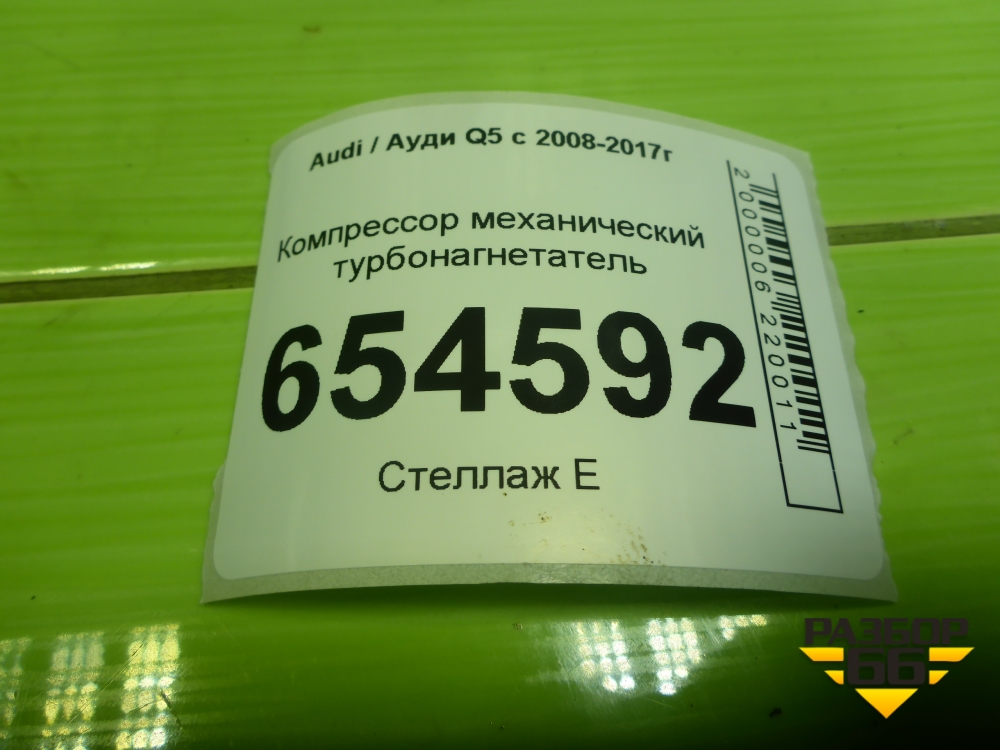 Audi / Ауди Q5 с 2008-2017г
Компрессор механический
турбонагнетатель
654592
Стеллаж Е
2000006220011
РАЗБОР
66